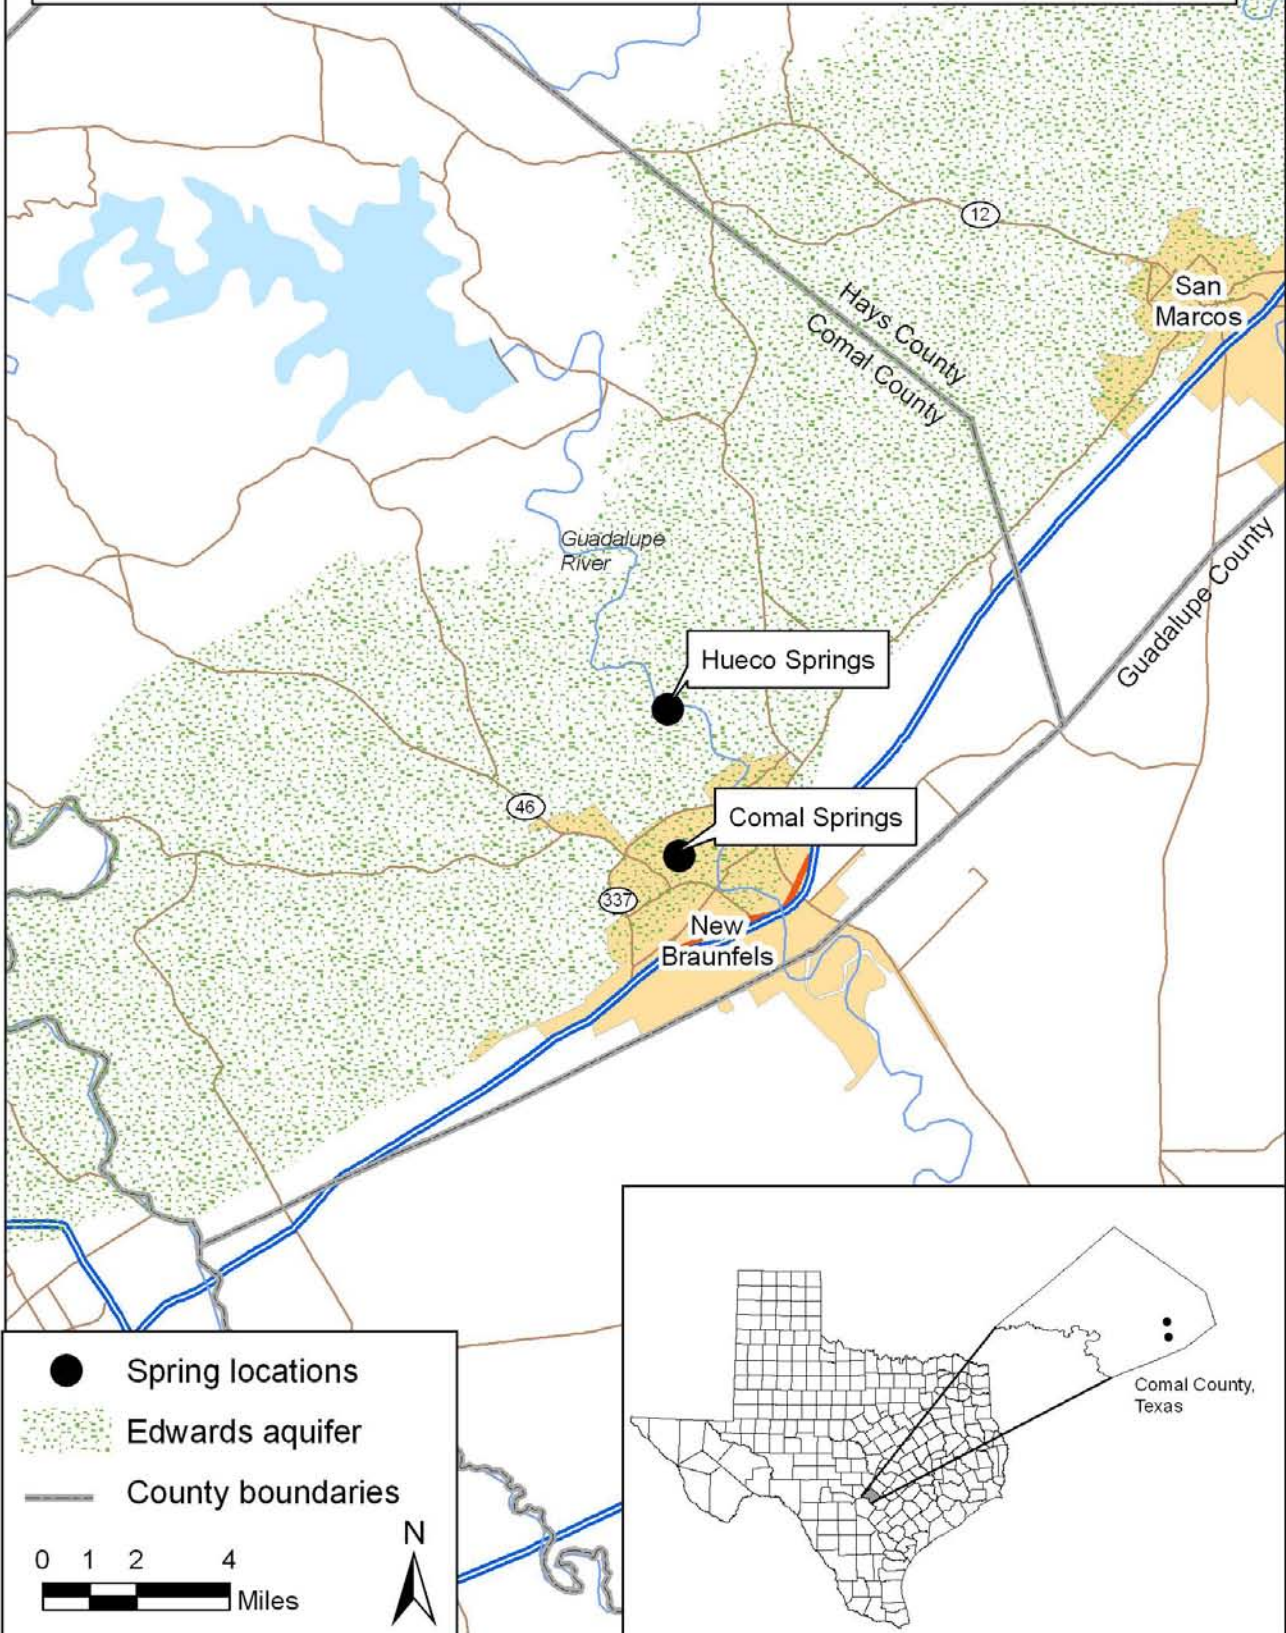 12
San
Marcos
Hays County
Comal County
Guadalupe
River
Guadalupe County
Hueco Springs
46
Comal Springs
337
New
Braunfels
Spring locations
Edwards aquifer
County boundaries
N
0 1 2 4
Miles
Comal County,
Texas